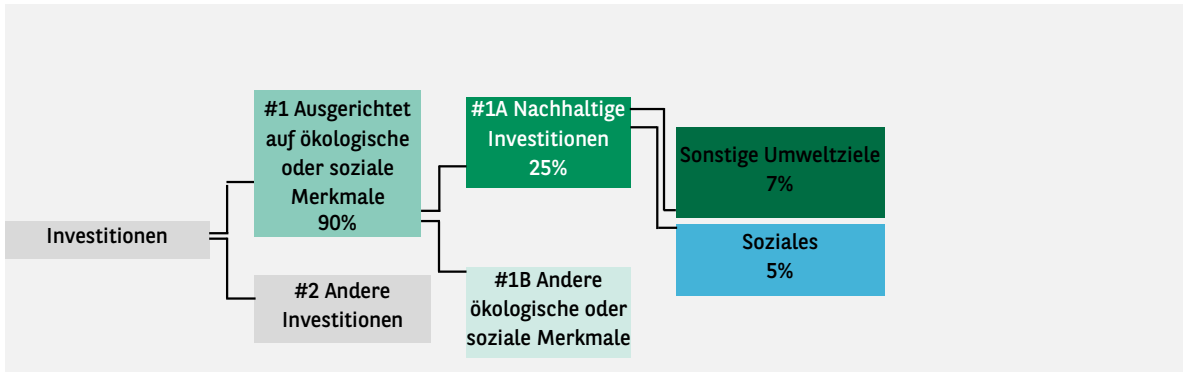 Investitionen
#1 Ausgerichtet
auf ökologische
oder soziale
Merkmale
90%
#2 Andere
Investitionen
#1A Nachhaltige
Investitionen
25%
#1B Andere
ökologische oder
soziale Merkmale
Sonstige Umweltziele
7%
Soziales
5%